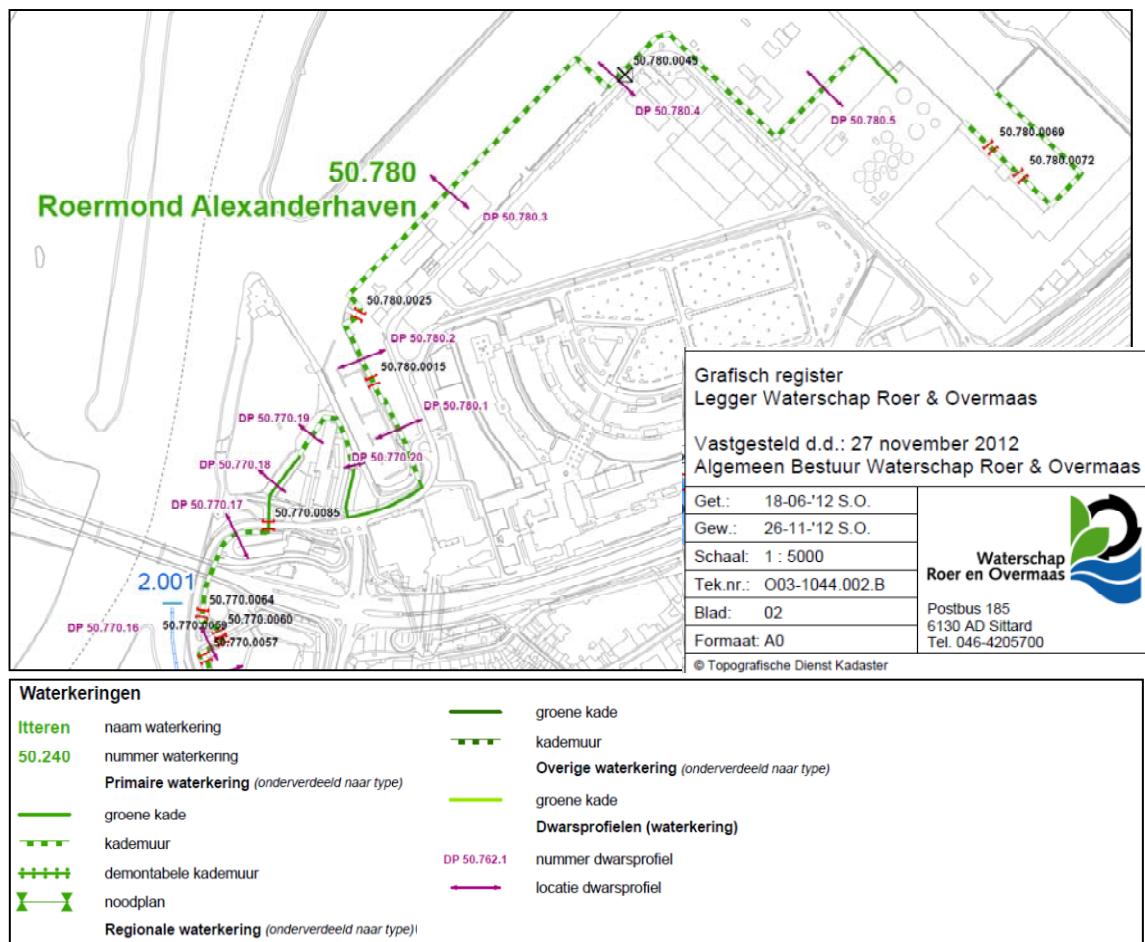 50.780.0045
DP 50.780.4
DP 50.780.5
50.780.0069
50.780.0072
50.780
Roermond Alexanderhaven
DP 50.780.3
50.780.0025
DP 50.780.2
50.780.0015
DP 50.780.1
DP 50.770.19
DP 50.770.20
DP 50.770.18
DP 50.770.17
50.770.0085
2.001
50.770.0064
50.770.0060
DP 50.770.16
50.770.0059
50.770.0057
Grafisch register
Legger Waterschap Roer & Overmaas
Vastgesteld d.d.: 27 november 2012
Algemeen Bestuur Waterschap Roer & Overmaas
Get.: 18-06-'12 S.O.
Gew.: 26-11-'12 S.O.
Schaal: 1 : 5000
Tek.nr.: O03-1044.002.B
Blad: 02
Formaat: A0
Waterschap
Roer en Overmaas
Postbus 185
6130 AD Sittard
Tel. 046-4205700
© Topografische Dienst Kadaster
Waterkeringen
Itteren naam waterkering
50.240 nummer waterkering
Primaire waterkering (onderverdeeld naar type)
groene kade
kademuur
demontabele kademuur
noodplan
Regionale waterkering (onderverdeeld naar type)
groene kade
kademuur
Overige waterkering (onderverdeeld naar type)
groene kade
Dwarsprofielen (waterkering)
DP 50.762.1 nummer dwarsprofiel
locatie dwarsprofiel